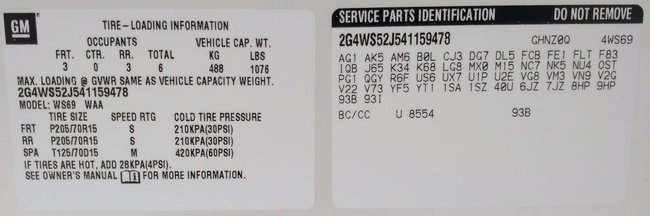 GM
TIRE-LOADING INFORMATION
OCCUPANTS VEHICLE CAP. WT.
FRT. CTR. RR. TOTAL KG LBS
3 0 3 6 488 1076
MAX. LOADING @ GVWR SAME AS VEHICLE CAPACITY WEIGHT.
2G4WS52J541159478
MODEL: WS69 WAA
TIRE SIZE SPEED RTG COLD TIRE PRESSURE
FRT P205/70R15 S 210KPA(30PSI)
RR P205/70R15 S 210KPA(30PSI)
SPA T125/70D15 M 420KPA(60PSI)
IF TIRES ARE HOT, ADD 28KPA(4PSI).
SEE OWNER'S MANUAL i FOR MORE INFORMATION.
SERVICE PARTS IDENTIFICATION DO NOT REMOVE
2G4WS52J541159478 GHNZ0Q 4WS69
AG1 AK5 AM6 B0L CJ3 DG7 DL5 FCB FE1 FLT F83
IQB J65 K34 K68 LG8 MX0 M15 NC7 NK5 NU4 OST
PG1 QGY R6F US6 UX7 U1P U2E VG8 VM3 VN9 V2G
V22 V73 YF5 YT1 1SA 1SZ 40U 6JZ 7JZ 8HP 9HP
93B 93I
BC/CC U 8554 93B